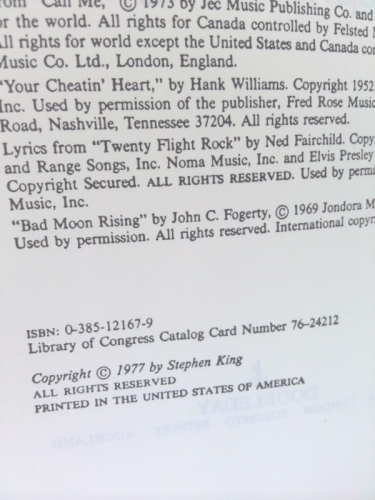 from "Call Me," © 1973 by Jec Music Publishing Co. and
or the world. All rights for Canada controlled by Felsted M
All rights for world except the United States and Canada con
Music Co. Ltd., London, England.
"Your Cheatin' Heart," by Hank Williams. Copyright 1952
Inc. Used by permission of the publisher, Fred Rose Music
Road, Nashville, Tennessee 37204. All rights reserved.
Lyrics from "Twenty Flight Rock" by Ned Fairchild. Copy
and Range Songs, Inc. Noma Music, Inc. and Elvis Presley
Copyright Secured. ALL RIGHTS RESERVED. Used by permi
Music, Inc.
"Bad Moon Rising" by John C. Fogerty, © 1969 Jondora M
Used by permission. All rights reserved. International copyr
ISBN: 0-385-12167-9
Library of Congress Catalog Card Number 76-24212
Copyright © 1977 by Stephen King
ALL RIGHTS RESERVED
PRINTED IN THE UNITED STATES OF AMERICA